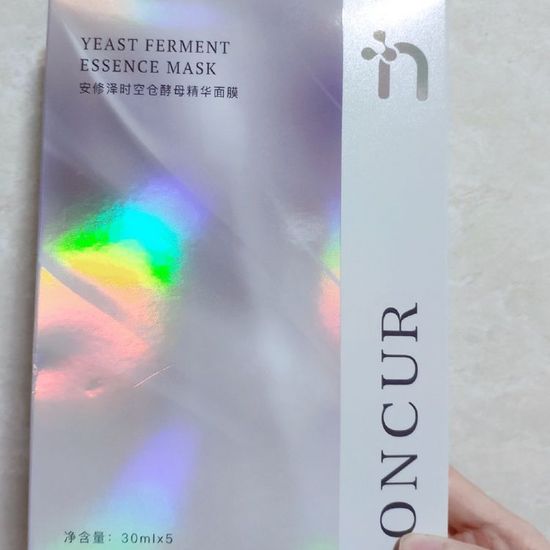 YEAST FERMENT
ESSENCE MASK
安修泽时空仓酵母精华面膜
ONCUR
净含量：30mlx5